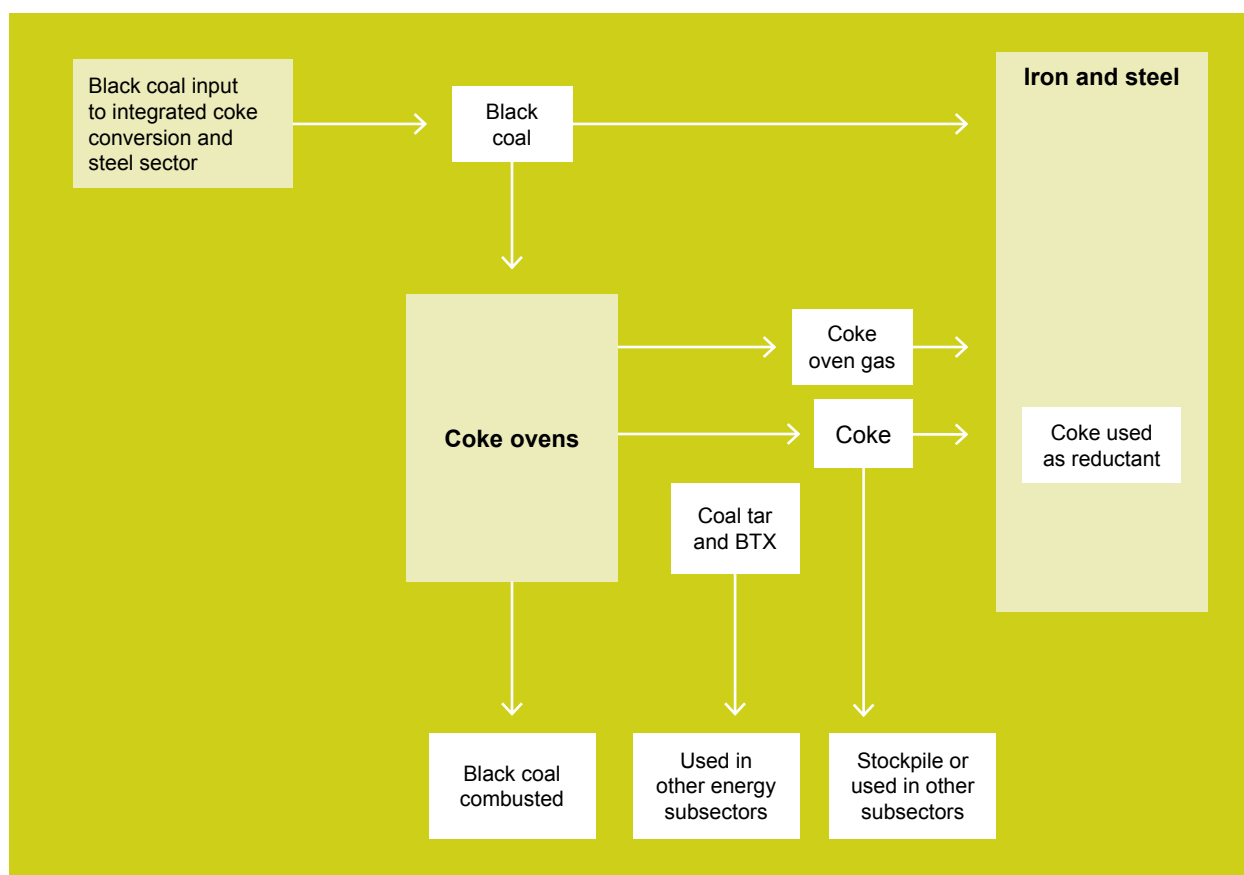 Black coal input
to integrated coke
conversion and
steel sector
Black
coal
Iron and steel
Coke ovens
Coke
oven gas
Coke
Coke used
as reductant
Coal tar
and BTX
Black coal
combusted
Used in
other energy
subsectors
Stockpile or
used in other
subsectors